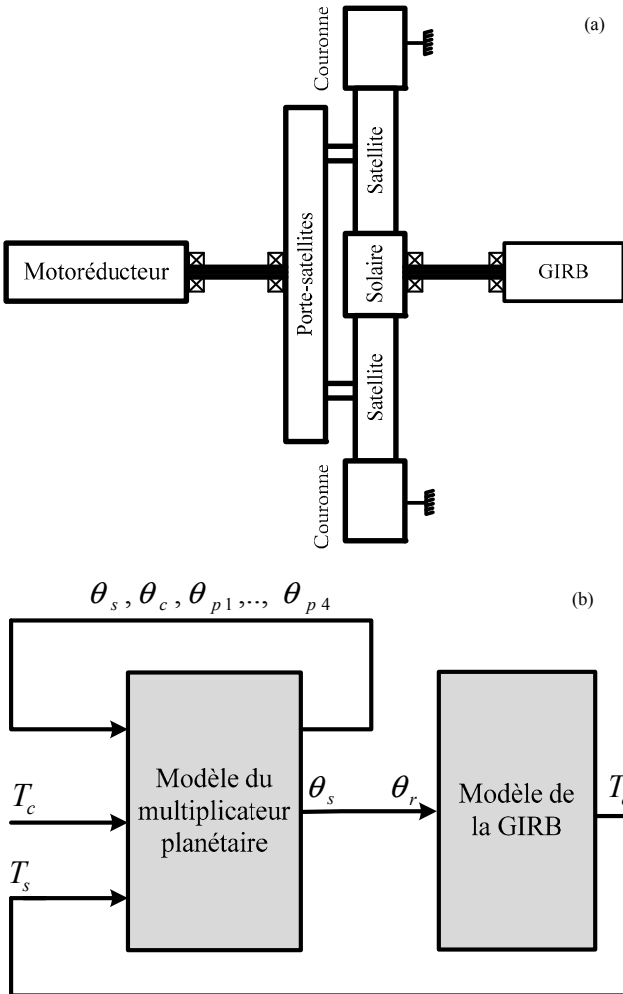 (a)
Couronne
Satellite
Porte-satellites
Motoréducteur
Solaire
GIRB
Satellite
Couronne
θs , θc , θp1 ,.., θp4
(b)
Tc
Ts
Modèle du
multiplicateur
planétaire
θs
θr
Modèle de
la GIRB